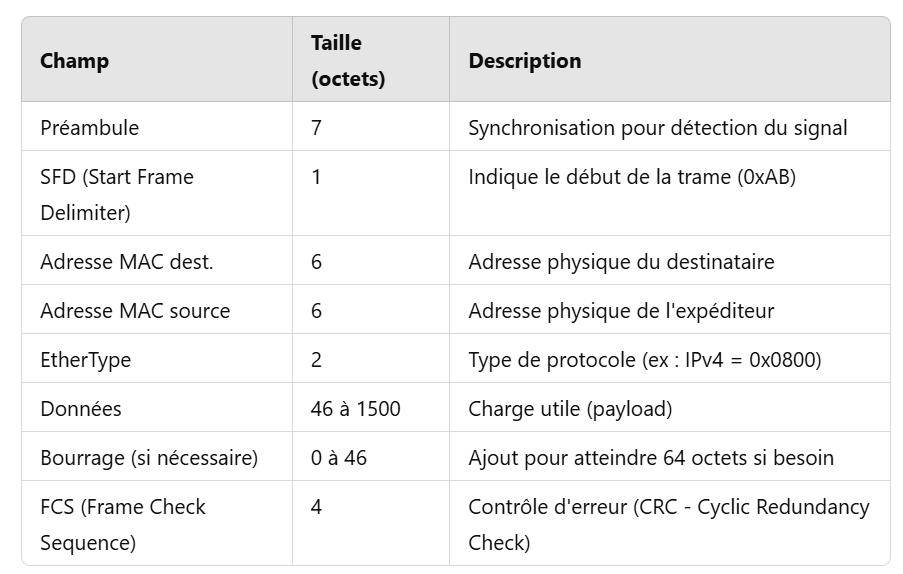 Champ
Taille
(octets)
Description
Préambule
7
Synchronisation pour détection du signal
SFD (Start Frame
Delimiter)
1
Indique le début de la trame (0xAB)
Adresse MAC dest.
6
Adresse physique du destinataire
Adresse MAC source
6
Adresse physique de l'expéditeur
EtherType
2
Type de protocole (ex : IPv4 = 0x0800)
Données
46 à 1500
Charge utile (payload)
Bourrage (si nécessaire)
0 à 46
Ajout pour atteindre 64 octets si besoin
FCS (Frame Check
Sequence)
4
Contrôle d'erreur (CRC - Cyclic Redundancy
Check)